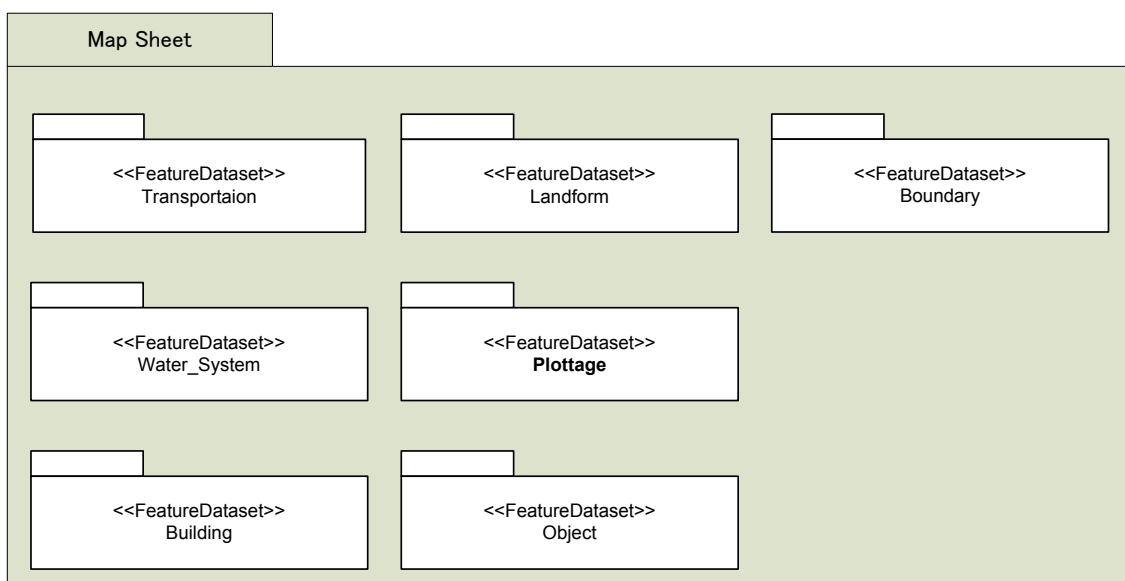 Map Sheet
<<FeatureDataset>>
Transportaion
<<FeatureDataset>>
Landform
<<FeatureDataset>>
Boundary
<<FeatureDataset>>
Water_System
<<FeatureDataset>>
Plottage
<<FeatureDataset>>
Building
<<FeatureDataset>>
Object